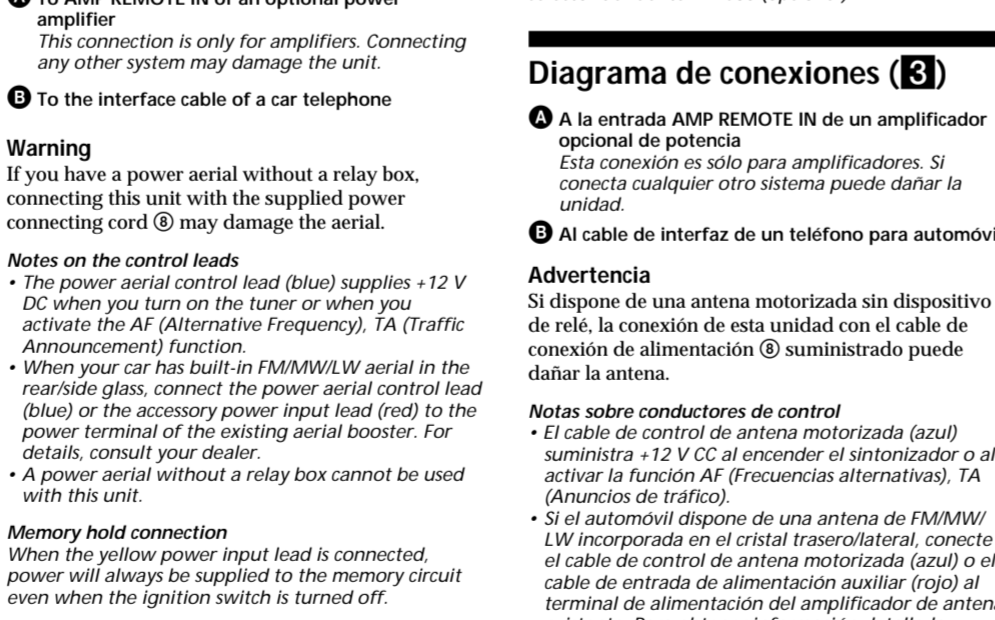 A To AMP REMOTE IN of an optional power
amplifier
This connection is only for amplifiers. Connecting
any other system may damage the unit.
B To the interface cable of a car telephone
Warning
If you have a power aerial without a relay box,
connecting this unit with the supplied power
connecting cord ⑧ may damage the aerial.
Notes on the control leads
• The power aerial control lead (blue) supplies +12 V
DC when you turn on the tuner or when you
activate the AF (Alternative Frequency), TA (Traffic
Announcement) function.
• When your car has built-in FM/MW/LW aerial in the
rear/side glass, connect the power aerial control lead
(blue) or the accessory power input lead (red) to the
power terminal of the existing aerial booster. For
details, consult your dealer.
• A power aerial without a relay box cannot be used
with this unit.
Memory hold connection
When the yellow power input lead is connected,
power will always be supplied to the memory circuit
even when the ignition switch is turned off.
Diagrama de conexiones (3)
A A la entrada AMP REMOTE IN de un amplificador
opcional de potencia
Esta conexión es sólo para amplificadores. Si
conecta cualquier otro sistema puede dañar la
unidad.
B Al cable de interfaz de un teléfono para automóvi
Advertencia
Si dispone de una antena motorizada sin dispositivo
de relé, la conexión de esta unidad con el cable de
conexión de alimentación ⑧ suministrado puede
dañar la antena.
Notas sobre conductores de control
• El cable de control de antena motorizada (azul)
suministra +12 V CC al encender el sintonizador o al
activar la función AF (Frecuencias alternativas), TA
(Anuncios de tráfico).
• Si el automóvil dispone de una antena de FM/MW/
LW incorporada en el cristal trasero/lateral, conecte
el cable de control de antena motorizada (azul) o el
cable de entrada de alimentación auxiliar (rojo) al
terminal de alimentación del amplificador de antena